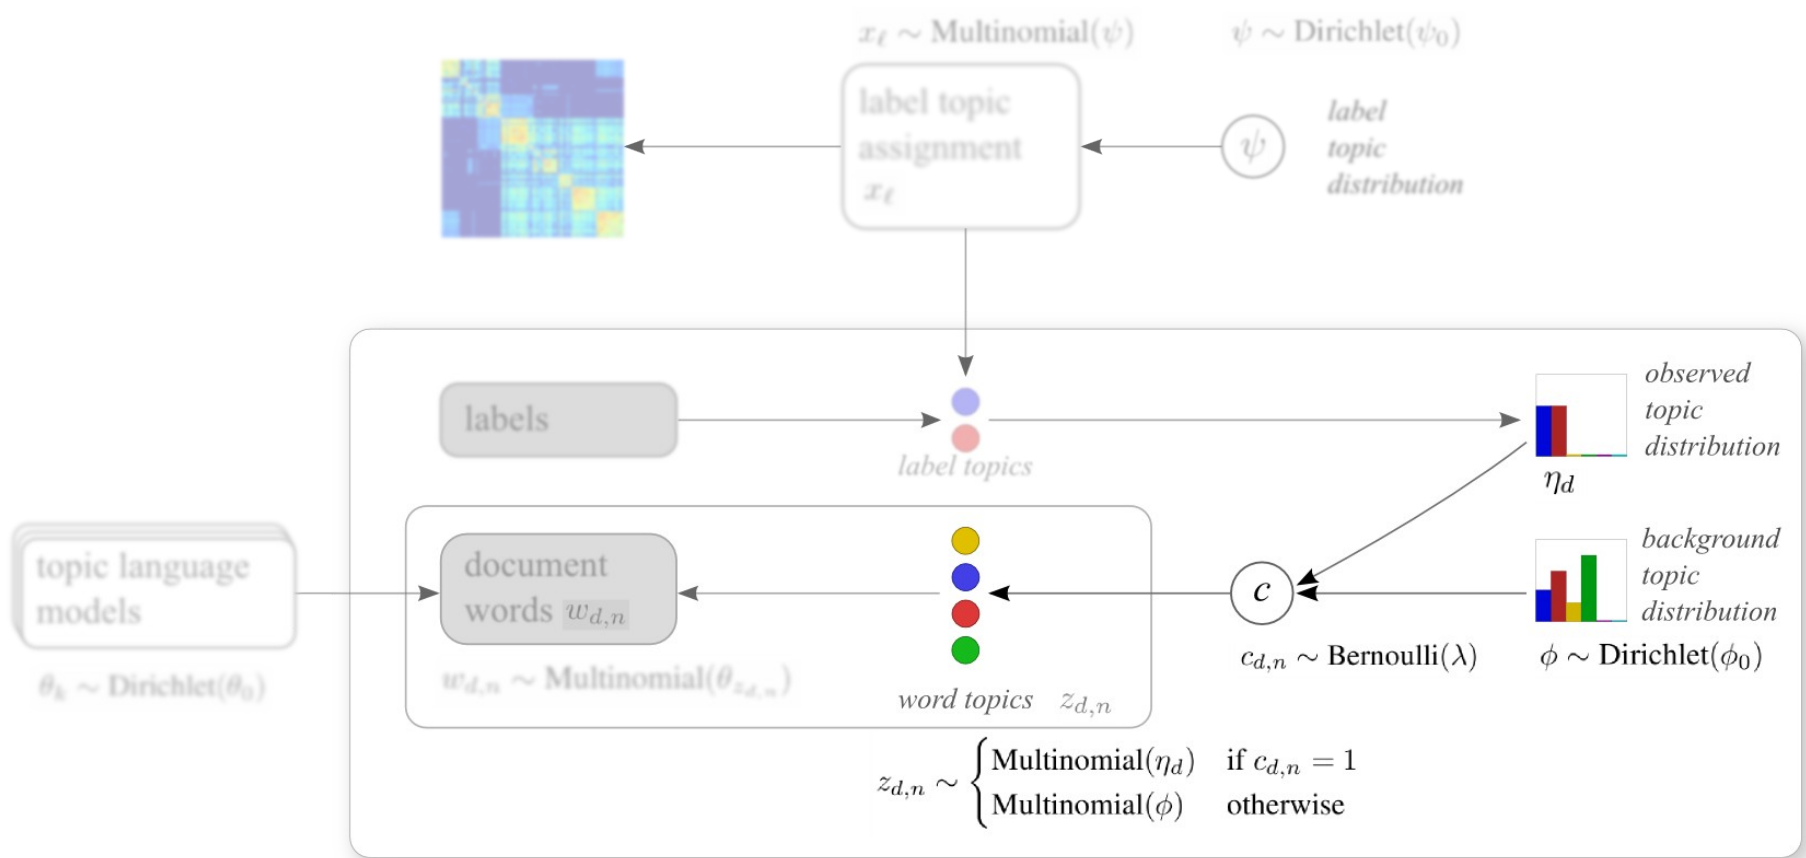 x_ℓ ∼ Multinomial(ψ)
ψ ∼ Dirichlet(ψ_0)
label topic
assignment
x_ℓ
ψ
label
topic
distribution
labels
label topics
observed
topic
distribution
η_d
topic language
models
θ_k ∼ Dirichlet(θ_0)
document
words w_{d,n}
w_{d,n} ∼ Multinomial(θ_{z_{d,n}})
word topics z_{d,n}
c
c_{d,n} ∼ Bernoulli(λ)
background
topic
distribution
ϕ ∼ Dirichlet(ϕ_0)
z_{d,n} ∼ { Multinomial(η_d) if c_{d,n} = 1
Multinomial(ϕ) otherwise